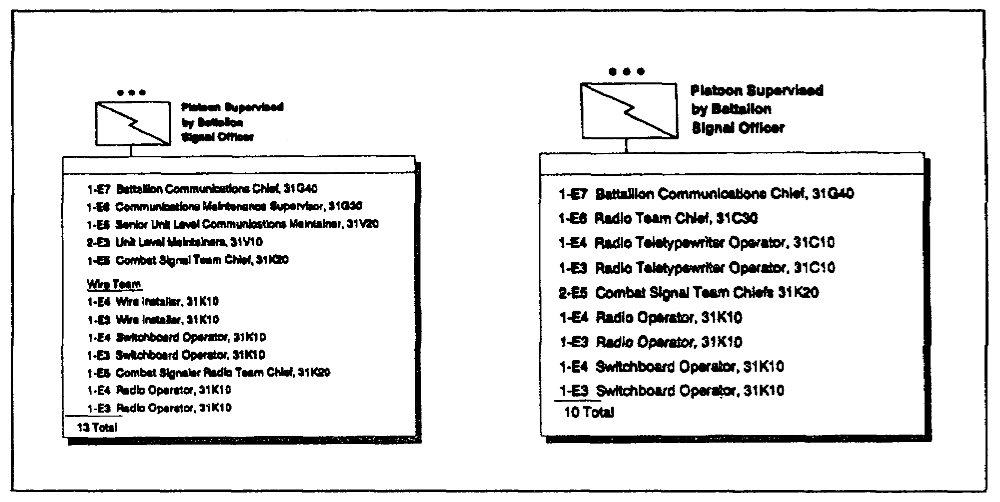 Platoon Supervised
by Battalion
Signal Officer
1-E7 Battallion Communications Chief, 31G40
1-E6 Communications Maintenance Supervisor, 31G30
1-E5 Senior Unit Level Communications Maintainer, 31V20
2-E3 Unit Level Maintainers, 31V10
1-E5 Combat Signal Team Chief, 31K20
Wire Team
1-E4 Wire Installer, 31K10
1-E3 Wire Installer, 31K10
1-E4 Switchboard Operator, 31K10
1-E3 Switchboard Operator, 31K10
1-E5 Combat Signaler Radio Team Chief, 31K20
1-E4 Radio Operator, 31K10
1-E3 Radio Operator, 31K10
13 Total
Platoon Supervised
by Battalion
Signal Officer
1-E7 Battallion Communications Chief, 31G40
1-E6 Radio Team Chief, 31C30
1-E4 Radio Teletypewriter Operator, 31C10
1-E3 Radio Teletypewriter Operator, 31C10
2-E5 Combat Signal Team Chiefs 31K20
1-E4 Radio Operator, 31K10
1-E3 Radio Operator, 31K10
1-E4 Switchboard Operator, 31K10
1-E3 Switchboard Operator, 31K10
10 Total